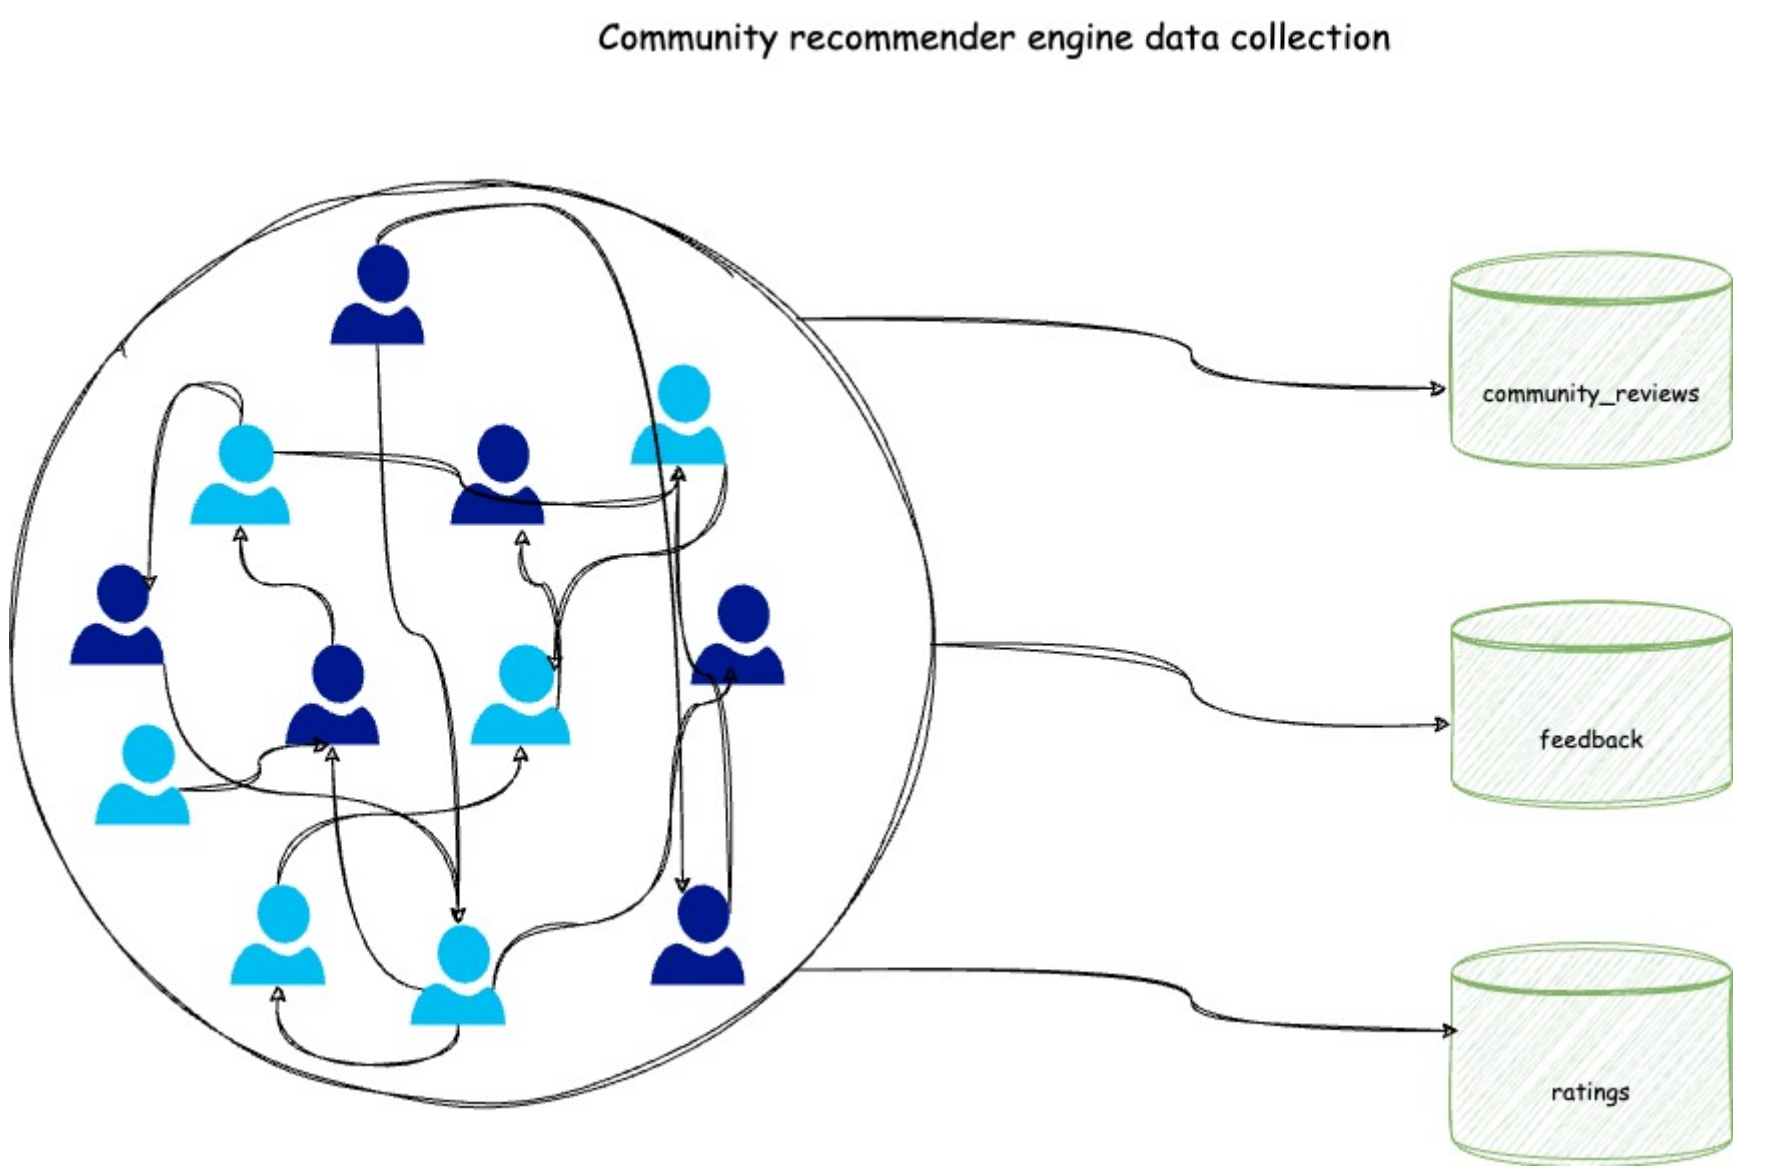 Community recommender engine data collection
community_reviews
feedback
ratings